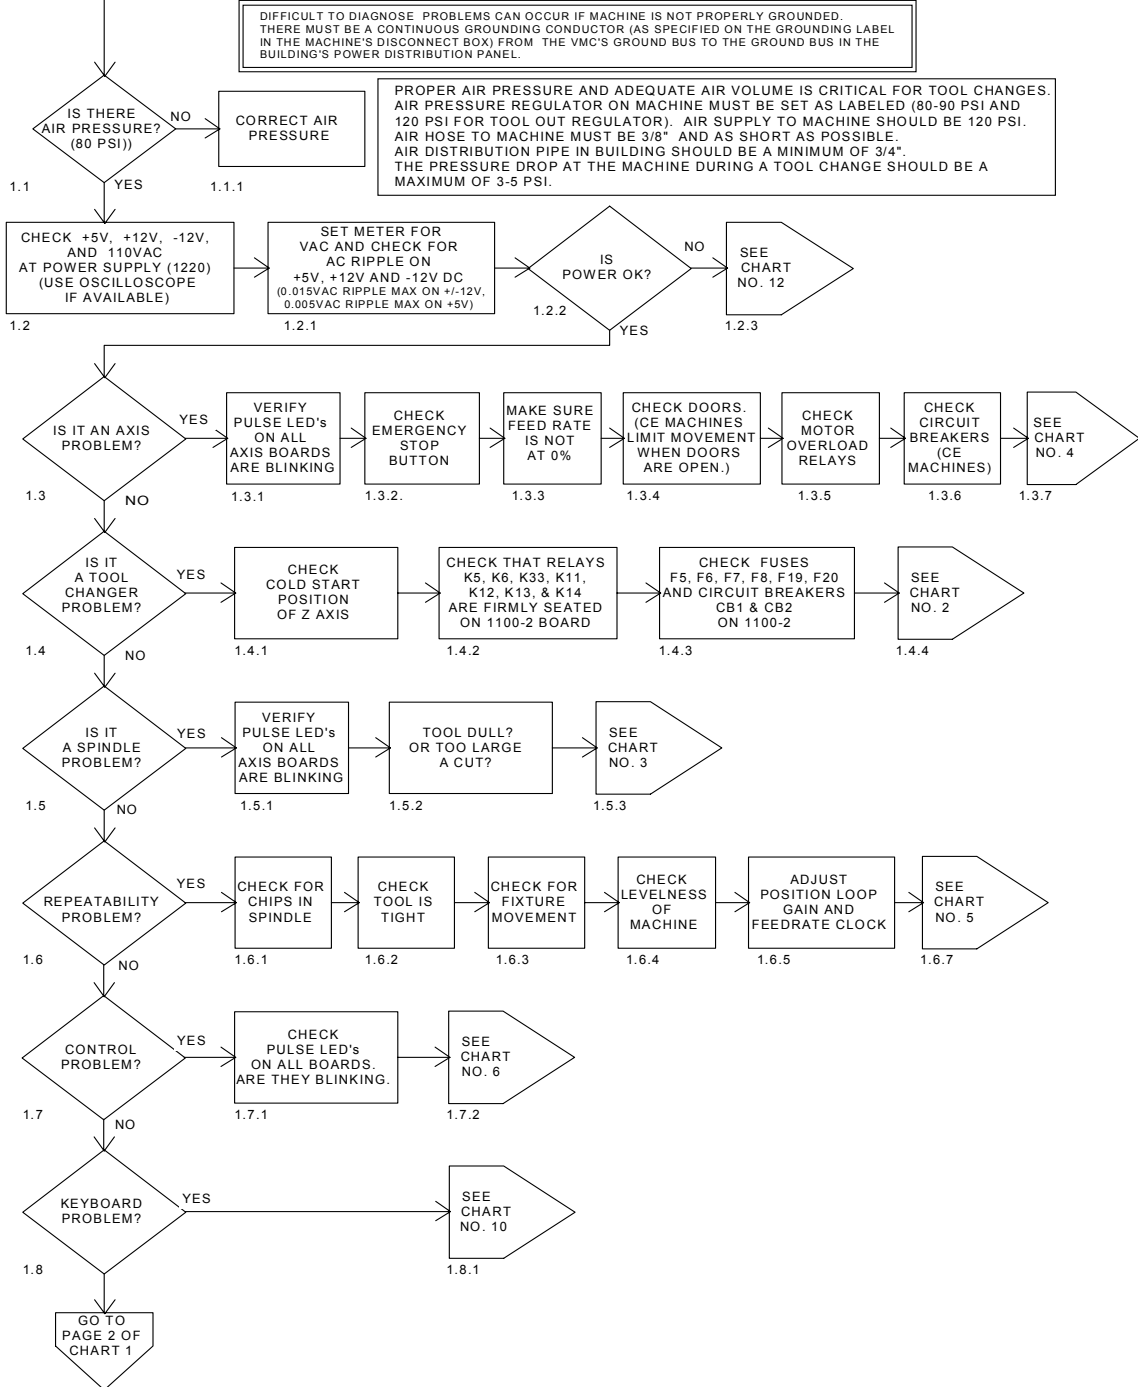 DIFFICULT TO DIAGNOSE PROBLEMS CAN OCCUR IF MACHINE IS NOT PROPERLY GROUNDED.
THERE MUST BE A CONTINUOUS GROUNDING CONDUCTOR (AS SPECIFIED ON THE GROUNDING LABEL
IN THE MACHINE'S DISCONNECT BOX) FROM THE VMC'S GROUND BUS TO THE GROUND BUS IN THE
BUILDING'S POWER DISTRIBUTION PANEL.
IS THERE
AIR PRESSURE?
(80 PSI))
NO
YES
1.1
CORRECT AIR
PRESSURE
1.1.1
PROPER AIR PRESSURE AND ADEQUATE AIR VOLUME IS CRITICAL FOR TOOL CHANGES.
AIR PRESSURE REGULATOR ON MACHINE MUST BE SET AS LABELED (80-90 PSI AND
120 PSI FOR TOOL OUT REGULATOR). AIR SUPPLY TO MACHINE SHOULD BE 120 PSI.
AIR HOSE TO MACHINE MUST BE 3/8" AND AS SHORT AS POSSIBLE.
AIR DISTRIBUTION PIPE IN BUILDING SHOULD BE A MINIMUM OF 3/4".
THE PRESSURE DROP AT THE MACHINE DURING A TOOL CHANGE SHOULD BE A
MAXIMUM OF 3-5 PSI.
CHECK +5V, +12V, -12V,
AND 110VAC
AT POWER SUPPLY (1220)
(USE OSCILLOSCOPE
IF AVAILABLE)
1.2
SET METER FOR
VAC AND CHECK FOR
AC RIPPLE ON
+5V, +12V AND -12V DC
(0.015VAC RIPPLE MAX ON +/-12V,
0.005VAC RIPPLE MAX ON +5V)
1.2.1
IS
POWER OK?
NO
YES
1.2.2
SEE
CHART
NO. 12
1.2.3
IS IT AN AXIS
PROBLEM?
YES
NO
1.3
VERIFY
PULSE LED's
ON ALL
AXIS BOARDS
ARE BLINKING
1.3.1
CHECK
EMERGENCY
STOP
BUTTON
1.3.2.
MAKE SURE
FEED RATE
IS NOT
AT 0%
1.3.3
CHECK DOORS.
(CE MACHINES
LIMIT MOVEMENT
WHEN DOORS
ARE OPEN.)
1.3.4
CHECK
MOTOR
OVERLOAD
RELAYS
1.3.5
CHECK
CIRCUIT
BREAKERS
(CE
MACHINES)
1.3.6
SEE
CHART
NO. 4
1.3.7
IS IT
A TOOL
CHANGER
PROBLEM?
YES
NO
1.4
CHECK
COLD START
POSITION
OF Z AXIS
1.4.1
CHECK THAT RELAYS
K5, K6, K33, K11,
K12, K13, & K14
ARE FIRMLY SEATED
ON 1100-2 BOARD
1.4.2
CHECK FUSES
F5, F6, F7, F8, F19, F20
AND CIRCUIT BREAKERS
CB1 & CB2
ON 1100-2
1.4.3
SEE
CHART
NO. 2
1.4.4
IS IT
A SPINDLE
PROBLEM?
YES
NO
1.5
VERIFY
PULSE LED's
ON ALL
AXIS BOARDS
ARE BLINKING
1.5.1
TOOL DULL?
OR TOO LARGE
A CUT?
1.5.2
SEE
CHART
NO. 3
1.5.3
REPEATABILITY
PROBLEM?
YES
NO
1.6
CHECK FOR
CHIPS IN
SPINDLE
1.6.1
CHECK
TOOL IS
TIGHT
1.6.2
CHECK FOR
FIXTURE
MOVEMENT
1.6.3
CHECK
LEVELNESS
OF
MACHINE
1.6.4
ADJUST
POSITION LOOP
GAIN AND
FEEDRATE CLOCK
1.6.5
SEE
CHART
NO. 5
1.6.7
CONTROL
PROBLEM?
YES
NO
1.7
CHECK
PULSE LED's
ON ALL BOARDS.
ARE THEY BLINKING.
1.7.1
SEE
CHART
NO. 6
1.7.2
KEYBOARD
PROBLEM?
YES
1.8
SEE
CHART
NO. 10
1.8.1
GO TO
PAGE 2 OF
CHART 1